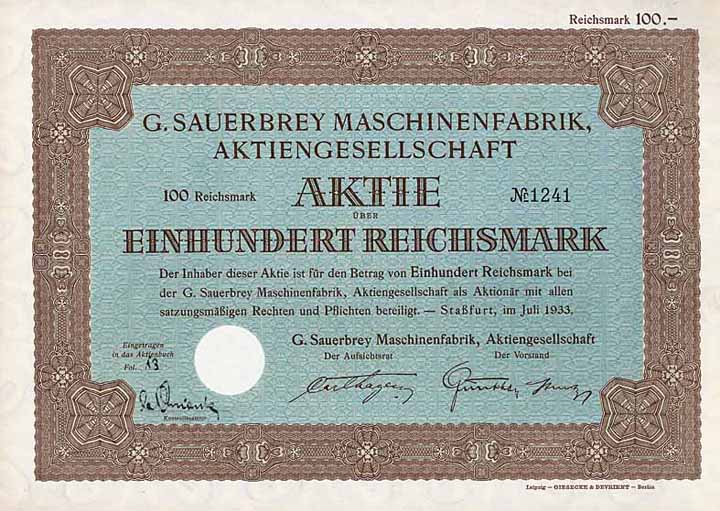 Reichsmark 100.—
G. SAUERBREY MASCHINENFABRIK,
AKTIENGESELLSCHAFT
100 Reichsmark AKTIE № 1241
ÜBER
EINHUNDERT REICHSMARK
Der Inhaber dieser Aktie ist für den Betrag von Einhundert Reichsmark bei
der G. Sauerbrey Maschinenfabrik, Aktiengesellschaft als Aktionär mit allen
satzungsmäßigen Rechten und Pflichten beteiligt. — Staßfurt, im Juli 1933.
G. Sauerbrey Maschinenfabrik, Aktiengesellschaft
Der Aufsichtsrat Der Vorstand
Eingetragen
in das Aktienbuch
Fol. 13
Kontrollbeamter
Leipzig — GIESECKE & DEVRIENT — Berlin